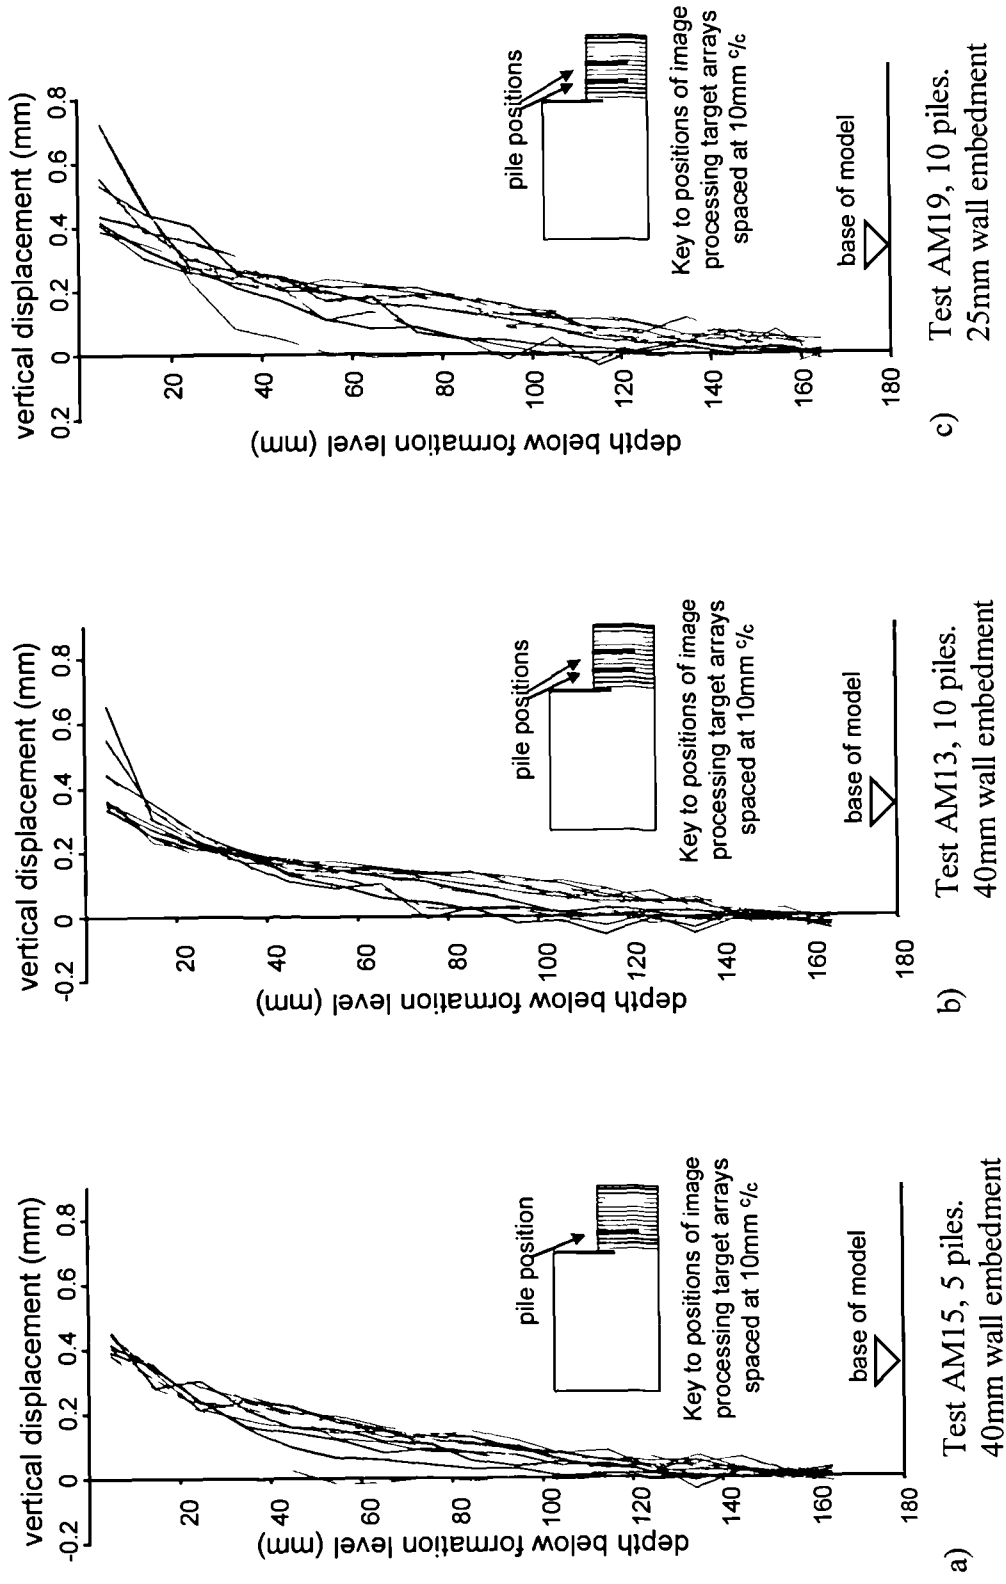 vertical displacement (mm)
-0.2 0 0.2 0.4 0.6 0.8
20
40
60
80
100
120
140
160
180
depth below formation level (mm)
pile position
Key to positions of image
processing target arrays
spaced at 10mm c/c
base of model
a) Test AM15, 5 piles.
40mm wall embedment
vertical displacement (mm)
-0.2 0 0.2 0.4 0.6 0.8
20
40
60
80
100
120
140
160
180
depth below formation level (mm)
pile positions
Key to positions of image
processing target arrays
spaced at 10mm c/c
base of model
b) Test AM13, 10 piles.
40mm wall embedment
vertical displacement (mm)
0.2 0 0.2 0.4 0.6 0.8
20
40
60
80
100
120
140
160
180
depth below formation level (mm)
pile positions
Key to positions of image
processing target arrays
spaced at 10mm c/c
base of model
c) Test AM19, 10 piles.
25mm wall embedment